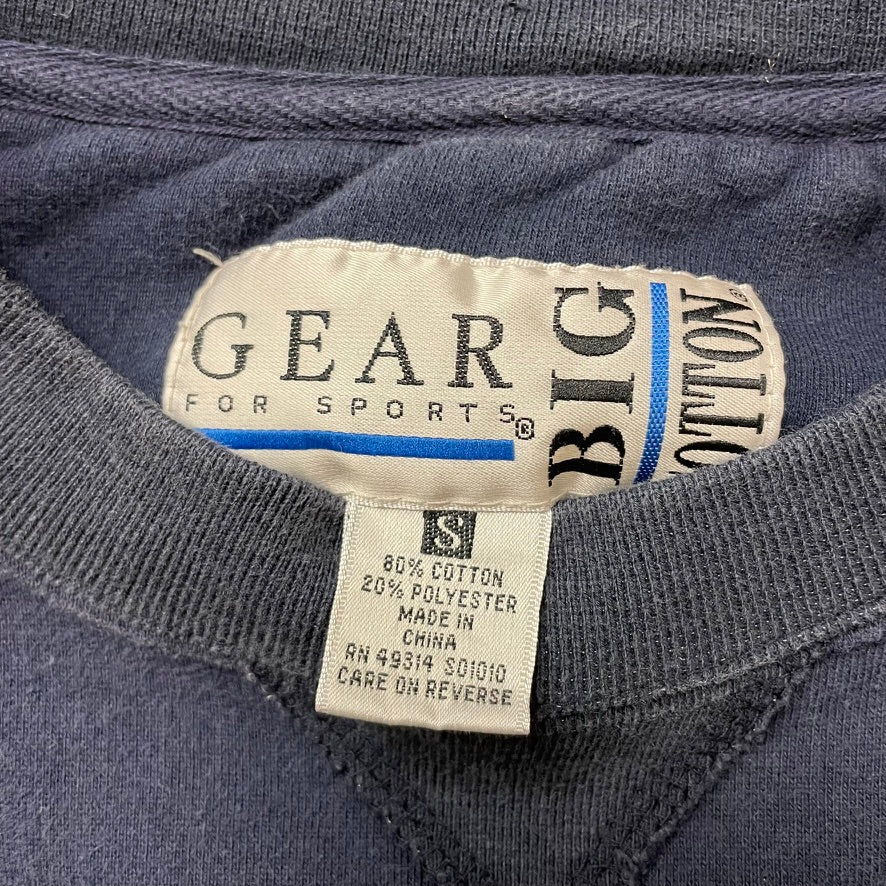 GEAR
FOR SPORTS®
BIG
COTTON®
S
80% COTTON
20% POLYESTER
MADE IN
CHINA
RN 49314 S01010
CARE ON REVERSE